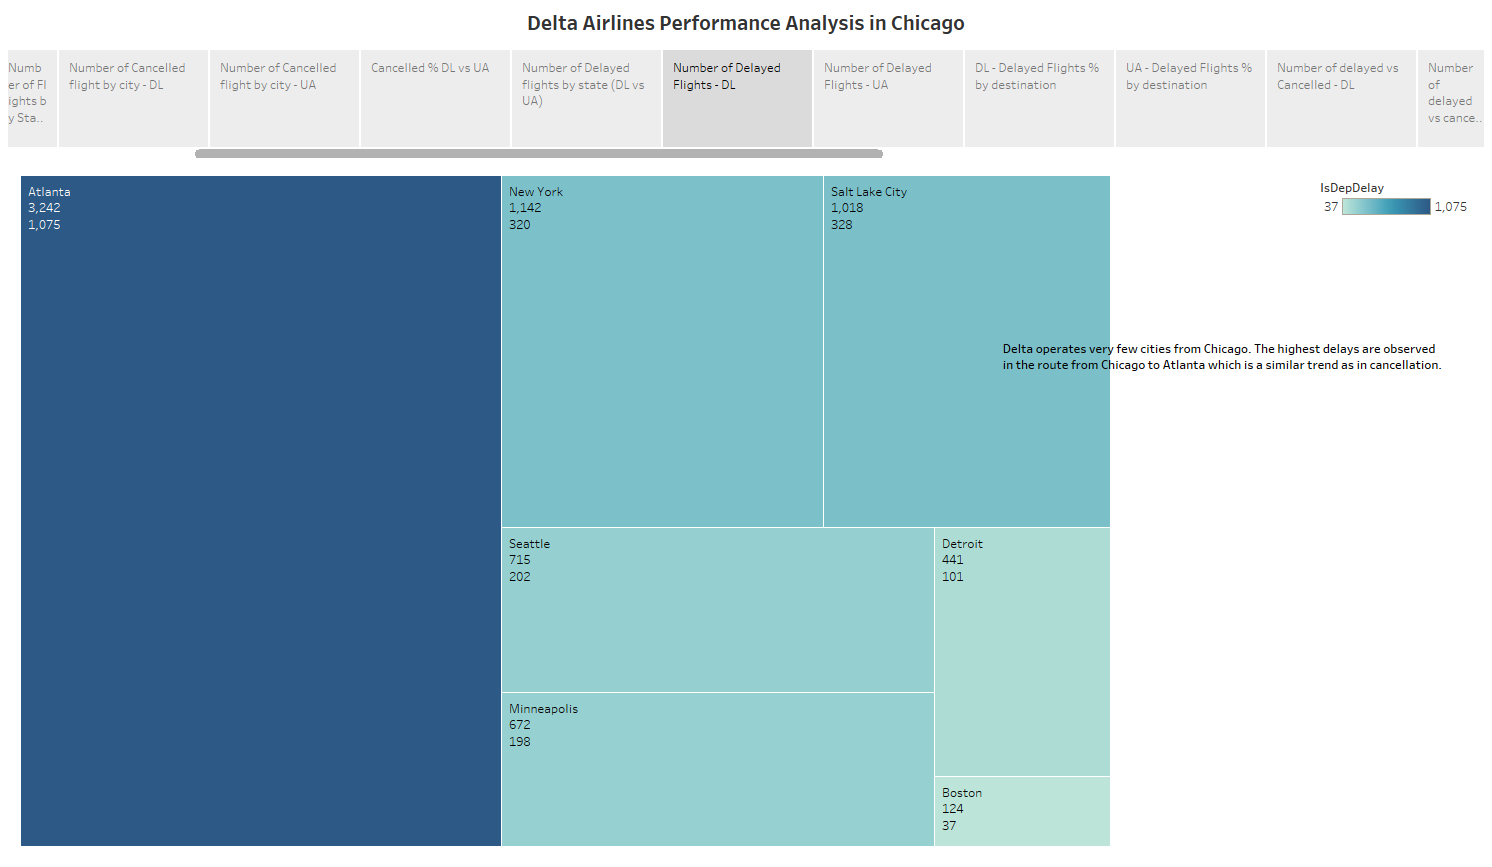 Delta Airlines Performance Analysis in Chicago
Numb
er of Fl
ights b
y Sta..
Number of Cancelled
flight by city - DL
Number of Cancelled
flight by city - UA
Cancelled % DL vs UA
Number of Delayed
flights by state (DL vs
UA)
Number of Delayed
Flights - DL
Number of Delayed
Flights - UA
DL - Delayed Flights %
by destination
UA - Delayed Flights %
by destination
Number of delayed vs
Cancelled - DL
Number
of
delayed
vs cance..
Atlanta
3,242
1,075
New York
1,142
320
Salt Lake City
1,018
328
IsDepDelay
37 1,075
Delta operates very few cities from Chicago. The highest delays are observed
in the route from Chicago to Atlanta which is a similar trend as in cancellation.
Seattle
715
202
Detroit
441
101
Minneapolis
672
198
Boston
124
37